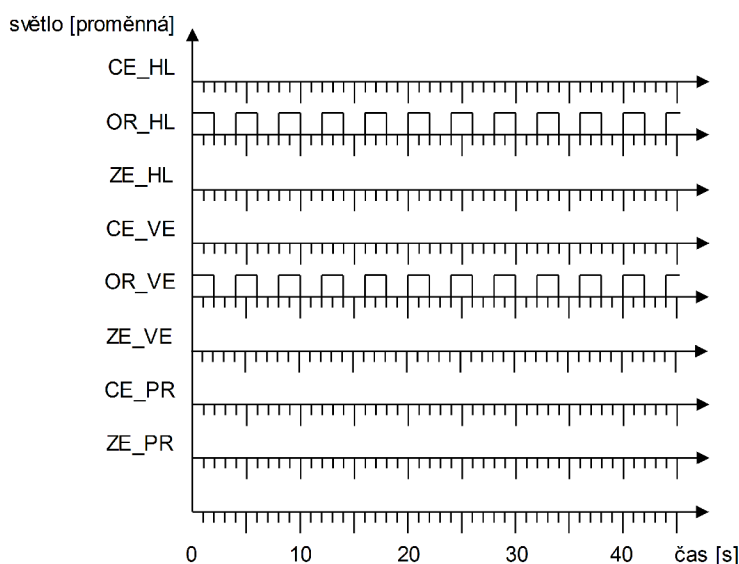 světlo [proměnná]
CE_HL
OR_HL
ZE_HL
CE_VE
OR_VE
ZE_VE
CE_PR
ZE_PR
0 10 20 30 40 čas [s]